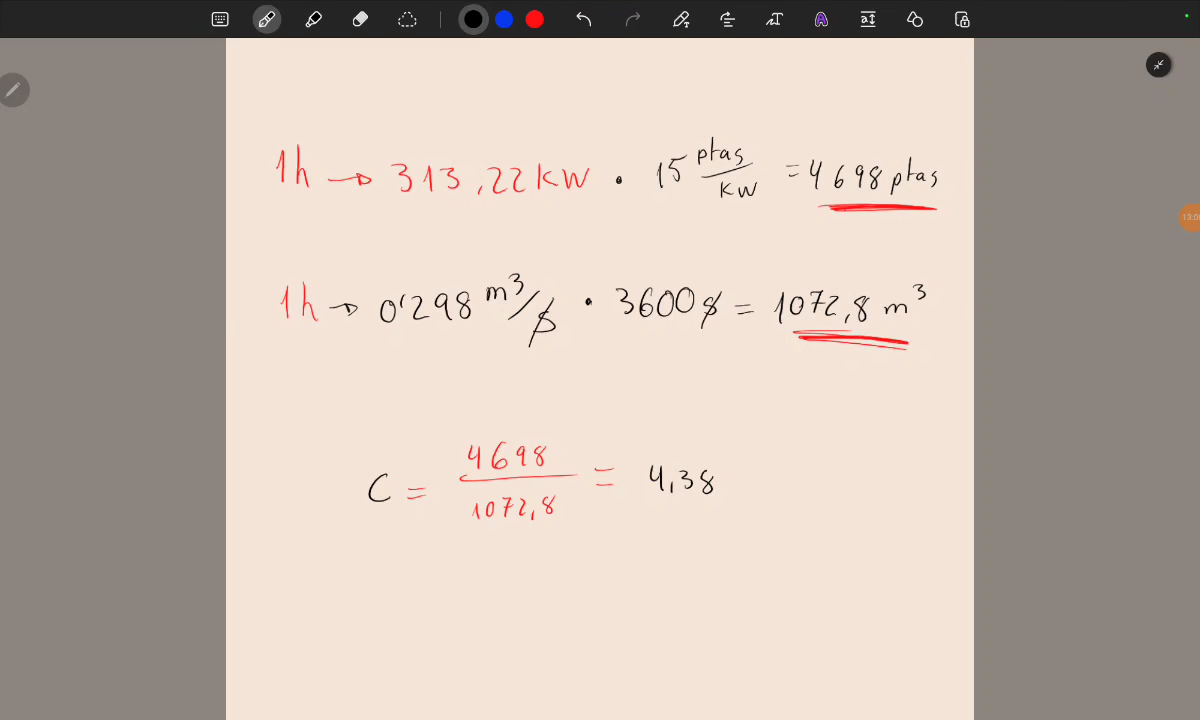 1h → 313,22 KW · 15 ptas/KW = 4698 ptas
1h → 0'298 m³/s · 3600 s = 1072,8 m³
C = 4698/1072,8 = 4,38